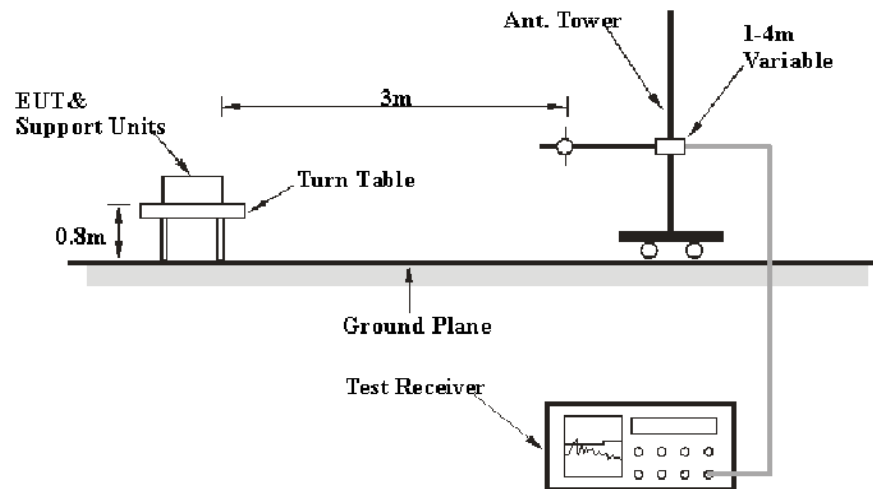 Ant. Tower
1-4m
Variable
3m
EUT&
Support Units
Turn Table
0.8m
Ground Plane
Test Receiver